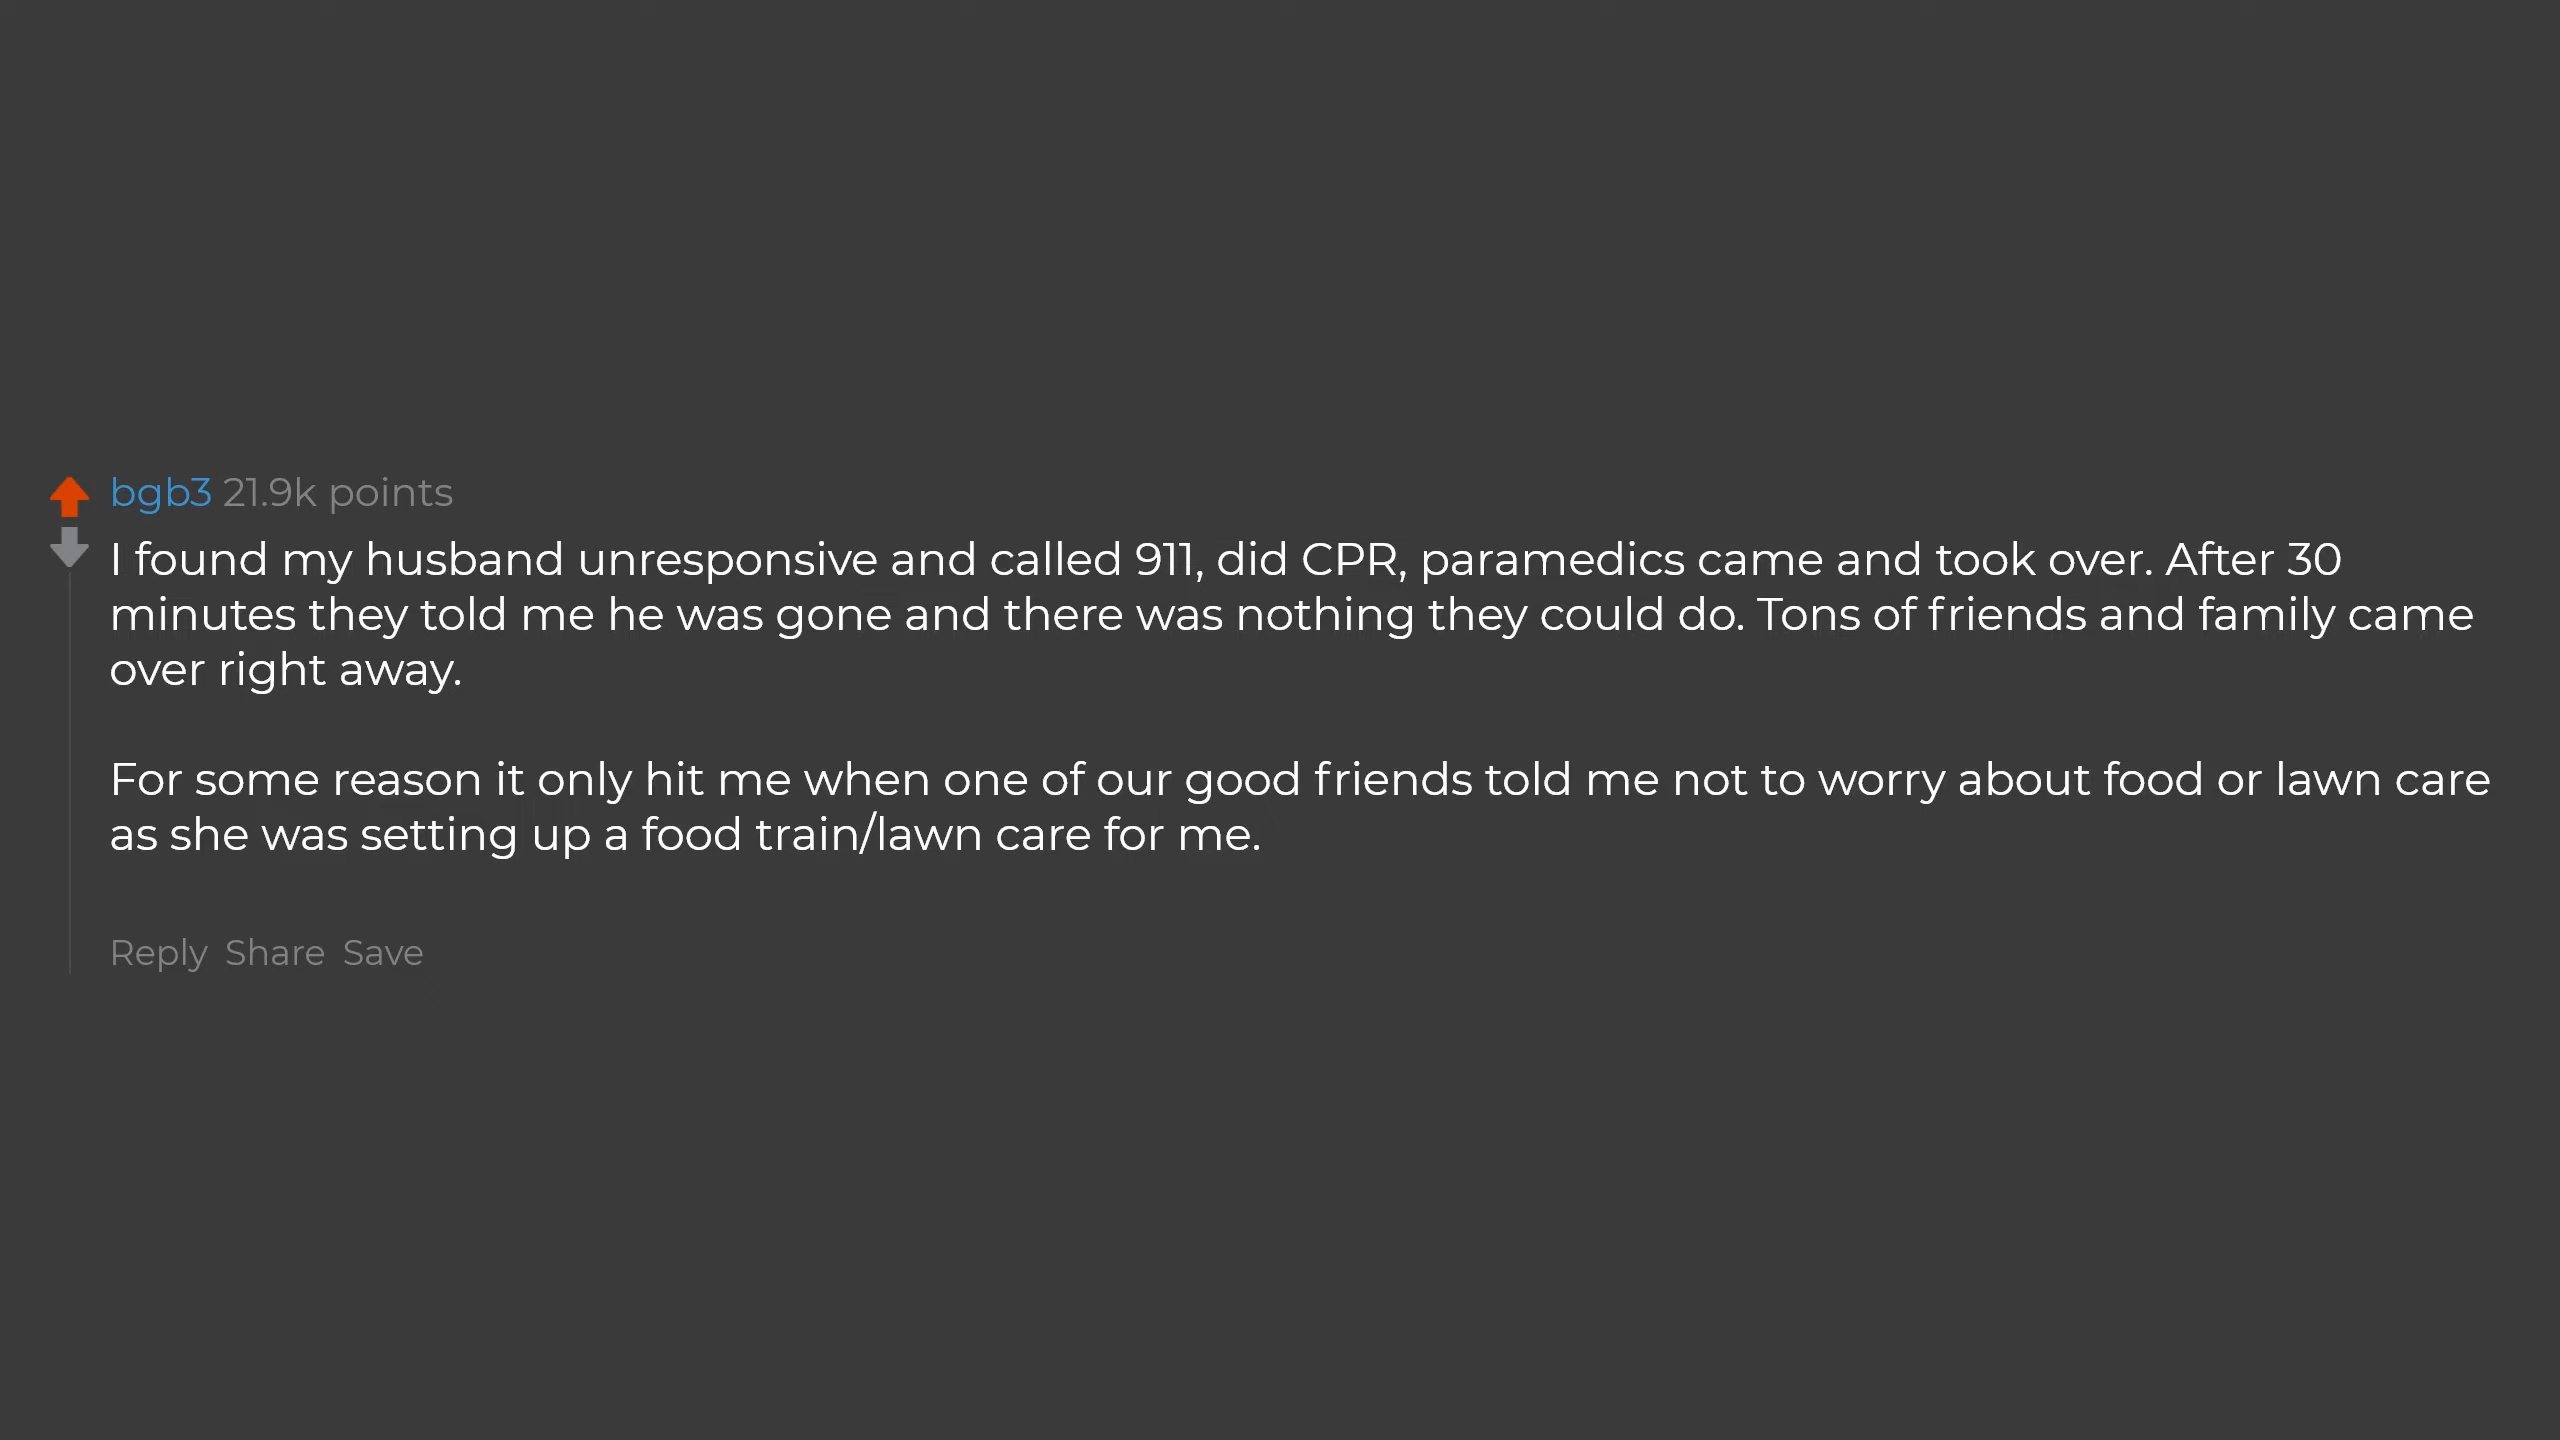 bgb3 21.9k points
I found my husband unresponsive and called 911, did CPR, paramedics came and took over. After 30
minutes they told me he was gone and there was nothing they could do. Tons of friends and family came
over right away.
For some reason it only hit me when one of our good friends told me not to worry about food or lawn care
as she was setting up a food train/lawn care for me.
Reply Share Save